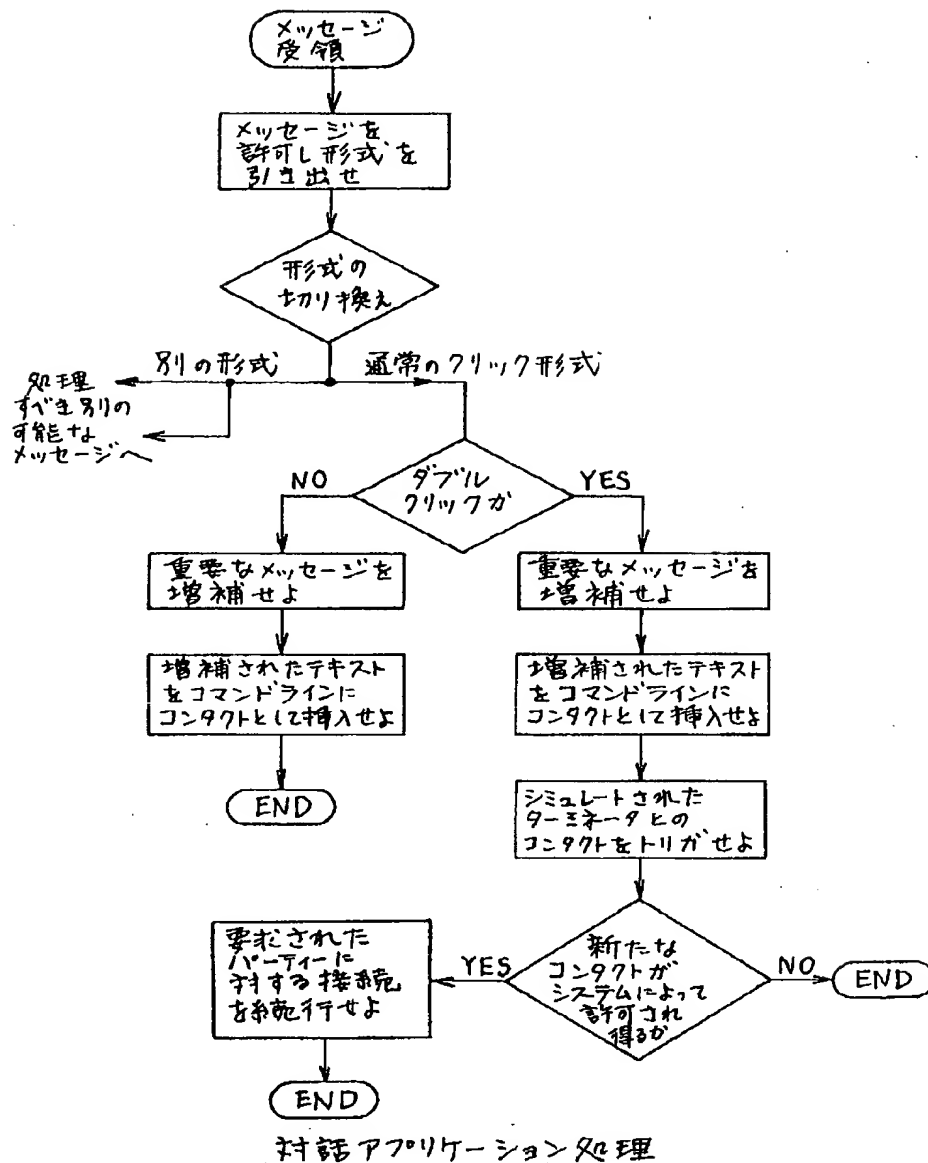 メッセージ
受領
メッセージを
許可し形式を
引き出せ
形式の
切り換え
別の形式
通常のクリック形式
処理
すべき別の
可能な
メッセージへ
NO
ダブル
クリックか
YES
重要なメッセージを
増補せよ
重要なメッセージを
増補せよ
増補されたテキスト
をコマンドラインに
コンタクトとして挿入せよ
増補されたテキスト
をコマンドラインに
コンタクトとして挿入せよ
END
シミュレートされた
ターミネータとの
コンタクトをトリガせよ
要求された
パーティーに
対する接続
を続行せよ
YES
新たな
コンタクトが
システムによって
許可され
得るか
NO
END
END
対話アプリケーション処理